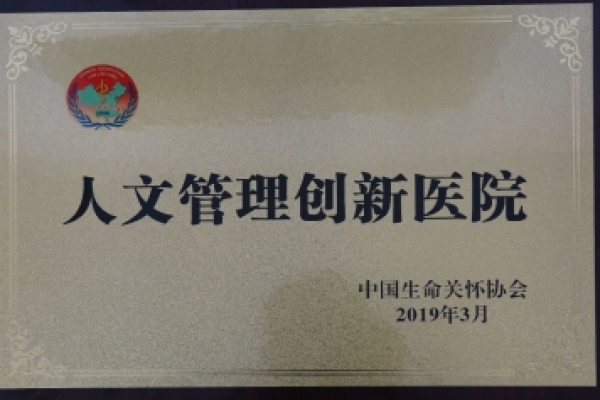 人文管理创新医院
中国生命关怀协会
2019年3月